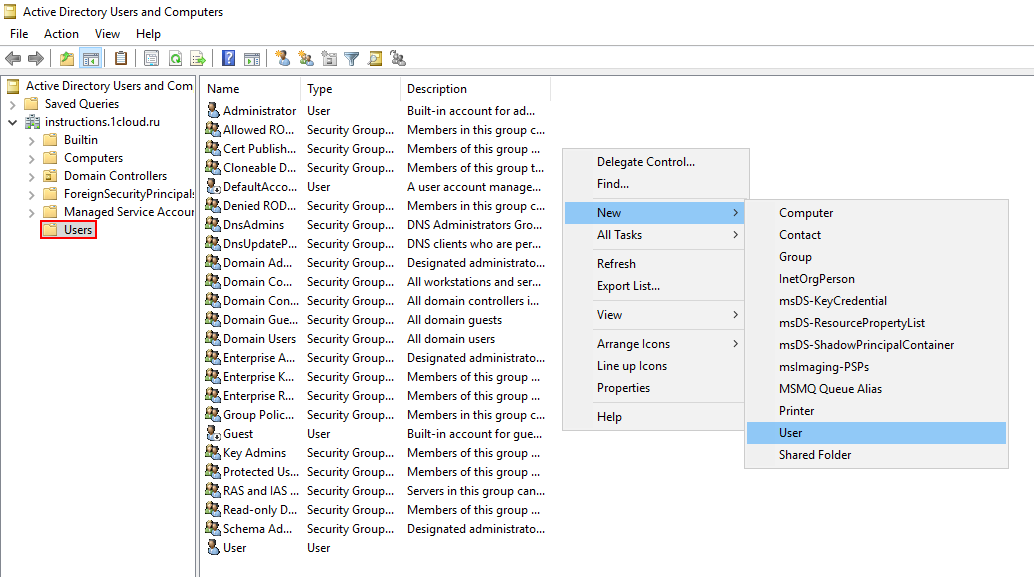 Active Directory Users and Computers
File Action View Help
Active Directory Users and Com
Saved Queries
instructions.1cloud.ru
Builtin
Computers
Domain Controllers
ForeignSecurityPrincipals
Managed Service Accour
Users
Name Type Description
Administrator User Built-in account for ad...
Allowed RO... Security Group... Members in this group c...
Cert Publish... Security Group... Members of this group ...
Cloneable D... Security Group... Members of this group t...
DefaultAcco... User A user account manage...
Denied ROD... Security Group... Members in this group c...
DnsAdmins Security Group... DNS Administrators Gro...
DnsUpdateP... Security Group... DNS clients who are per...
Domain Ad... Security Group... Designated administrato...
Domain Co... Security Group... All workstations and ser...
Domain Con... Security Group... All domain controllers i...
Domain Gue... Security Group... All domain guests
Domain Users Security Group... All domain users
Enterprise A... Security Group... Designated administrato...
Enterprise K... Security Group... Members of this group ...
Enterprise R... Security Group... Members of this group ...
Group Polic... Security Group... Members in this group c...
Guest User Built-in account for gue...
Key Admins Security Group... Members of this group ...
Protected Us... Security Group... Members of this group ...
RAS and IAS ... Security Group... Servers in this group can...
Read-only D... Security Group... Members of this group ...
Schema Ad... Security Group... Designated administrato...
User User
Delegate Control...
Find...
New
All Tasks
Refresh
Export List...
View
Arrange Icons
Line up Icons
Properties
Help
Computer
Contact
Group
InetOrgPerson
msDS-KeyCredential
msDS-ResourcePropertyList
msDS-ShadowPrincipalContainer
msImaging-PSPs
MSMQ Queue Alias
Printer
User
Shared Folder